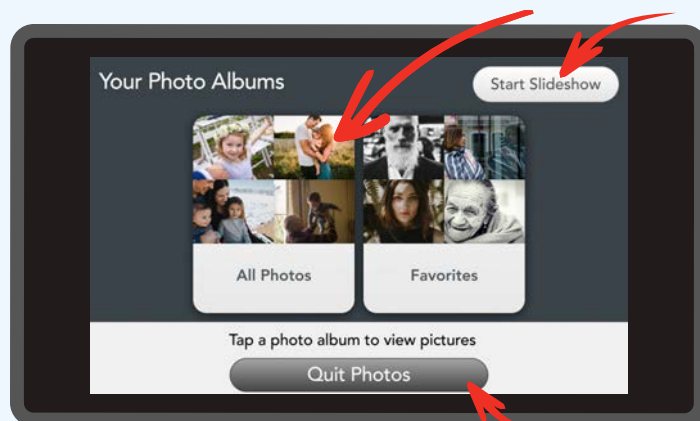 Your Photo Albums
Start Slideshow
All Photos
Favorites
Tap a photo album to view pictures
Quit Photos